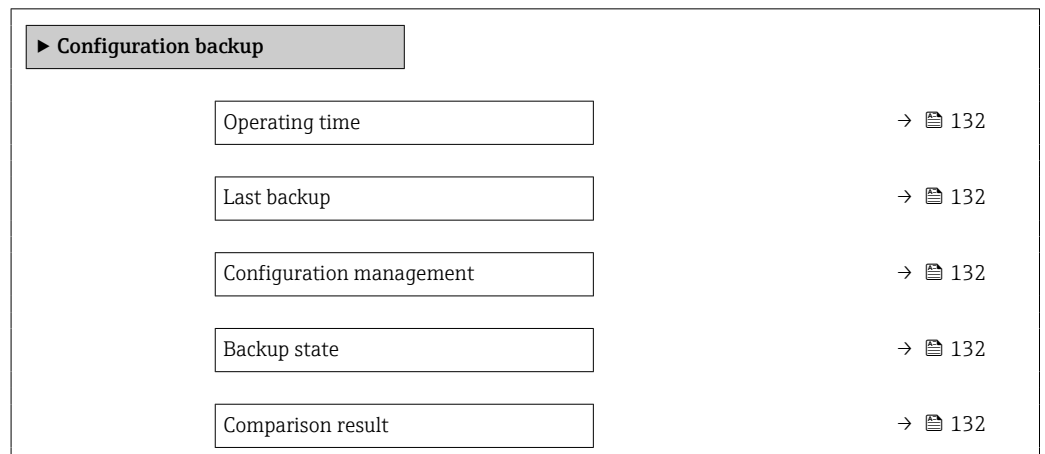 ▶ Configuration backup
Operating time → 🖹 132
Last backup → 🖹 132
Configuration management → 🖹 132
Backup state → 🖹 132
Comparison result → 🖹 132